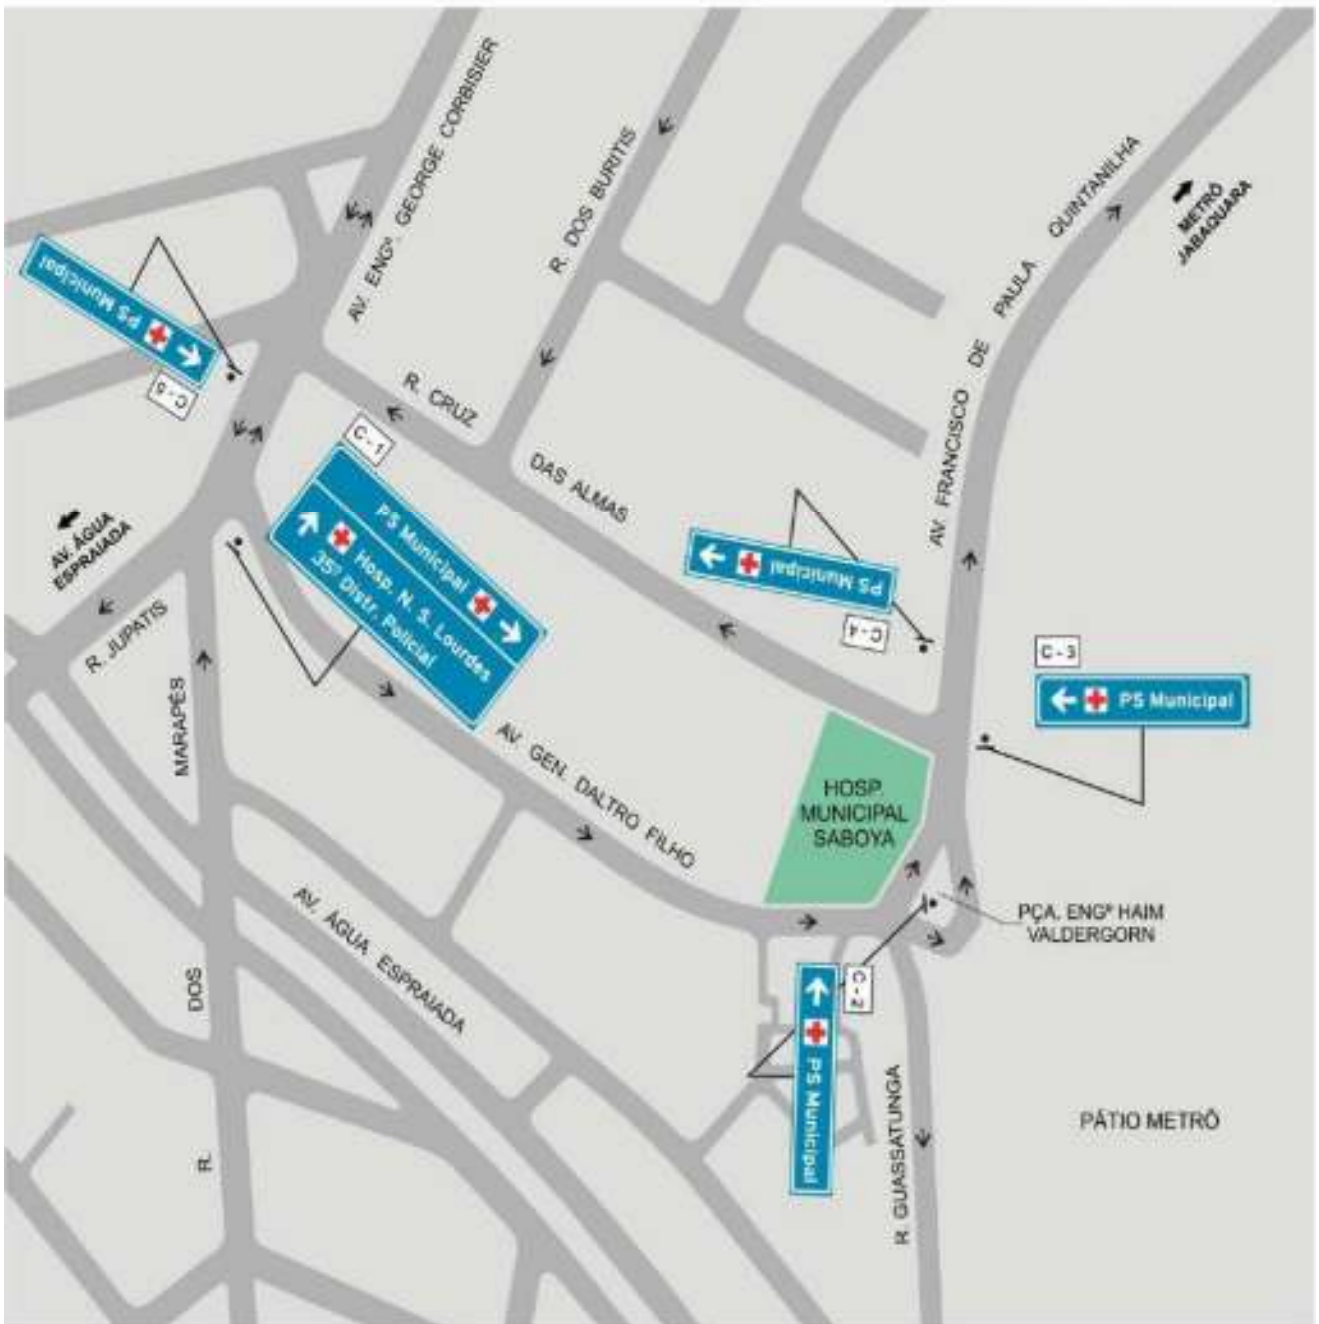 AV. ENGº. GEORGE CORBISIER
R. DOS BURITIS
AV. FRANCISCO DE PAULA QUINTANILHA
METRÔ
JABAQUARA
PS Municipal
C-5
R. CRUZ DAS ALMAS
C-1
PS Municipal
Hosp. N. S. Lourdes
35º Distr. Policial
AV. ÁGUA
ESPRAIADA
R. JUPATIS
PS Municipal
C-4
C-3
PS Municipal
R. DOS MARAPÉS
AV GEN. DALTRO FILHO
HOSP.
MUNICIPAL
SABOYA
AV. ÁGUA ESPRAIADA
PÇA. ENGº HAIM
VALDERGORN
C-2
PS Municipal
R. GUASSATUNGA
PÁTIO METRÔ